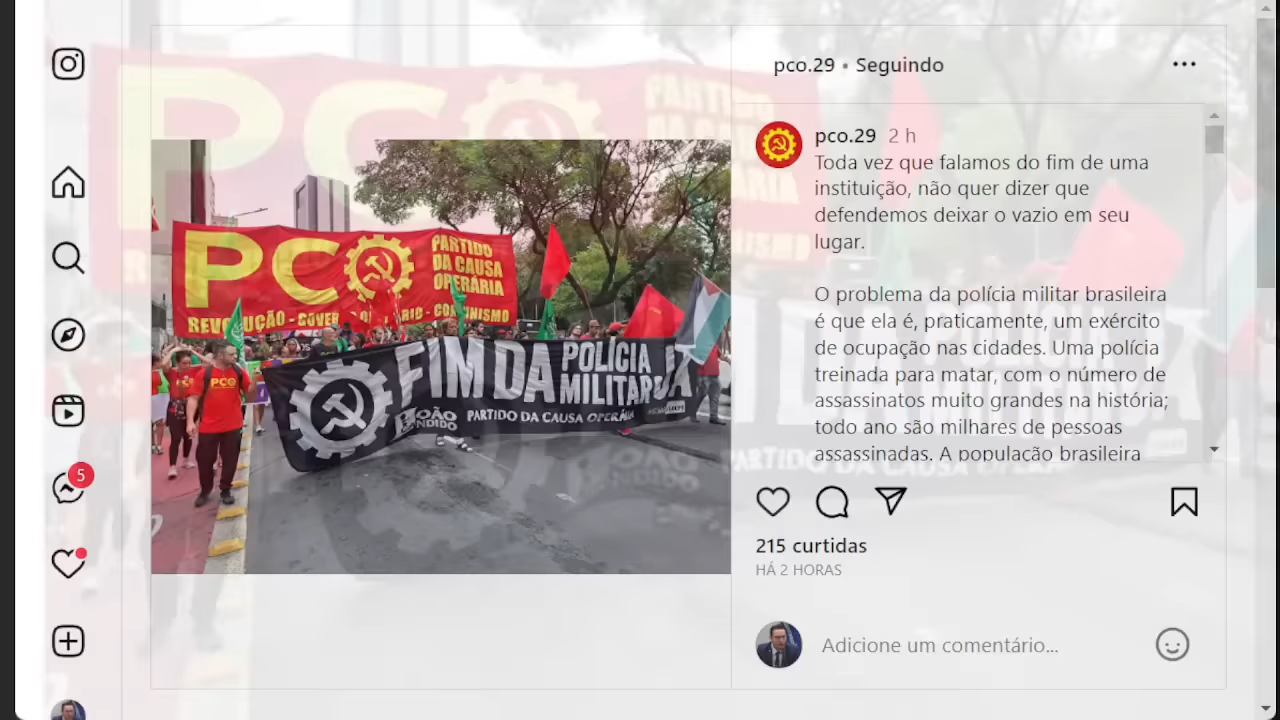 pco.29 • Seguindo
pco.29 2 h
Toda vez que falamos do fim de uma
instituição, não quer dizer que
defendemos deixar o vazio em seu
lugar.
O problema da polícia militar brasileira
é que ela é, praticamente, um exército
de ocupação nas cidades. Uma polícia
treinada para matar, com o número de
assassinatos muito grandes na história;
todo ano são milhares de pessoas
assassinadas. A população brasileira
215 curtidas
HÁ 2 HORAS
Adicione um comentário...
5
PCO
PARTIDO
DA CAUSA
OPERÁRIA
COMUNISMO
PCO
FIM DA
POLÍCIA
MILITAR
PARTIDO DA CAUSA OPERÁRIA